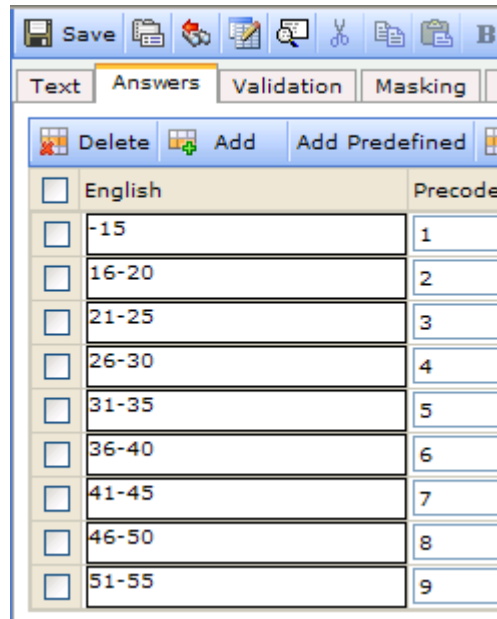 Save B
Text Answers Validation Masking
Delete Add Add Predefined
English Precode
-15 1
16-20 2
21-25 3
26-30 4
31-35 5
36-40 6
41-45 7
46-50 8
51-55 9